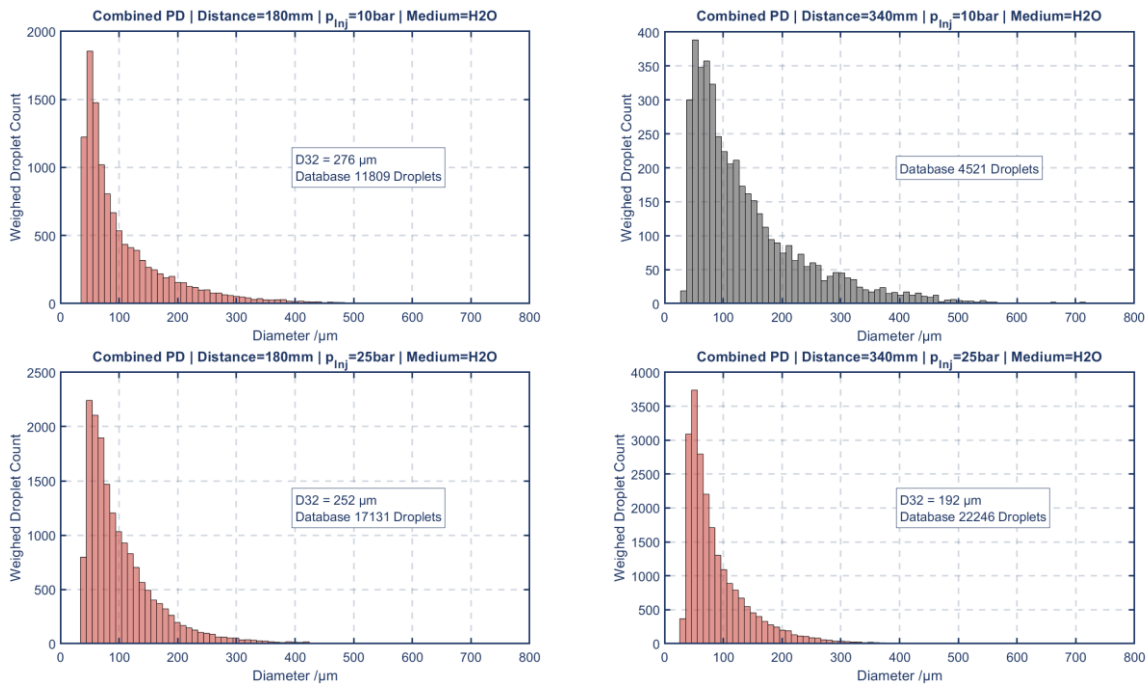 Combined PD | Distance=180mm | pInj=10bar | Medium=H2O
2000
1500
1000
500
0
Weighed Droplet Count
D32 = 276 µm
Database 11809 Droplets
0 100 200 300 400 500 600 700 800
Diameter /µm
Combined PD | Distance=340mm | pInj=10bar | Medium=H2O
400
350
300
250
200
150
100
50
0
Weighed Droplet Count
Database 4521 Droplets
0 100 200 300 400 500 600 700 800
Diameter /µm
Combined PD | Distance=180mm | pInj=25bar | Medium=H2O
2500
2000
1500
1000
500
0
Weighed Droplet Count
D32 = 252 µm
Database 17131 Droplets
0 100 200 300 400 500 600 700 800
Diameter /µm
Combined PD | Distance=340mm | pInj=25bar | Medium=H2O
4000
3500
3000
2500
2000
1500
1000
500
0
Weighed Droplet Count
D32 = 192 µm
Database 22246 Droplets
0 100 200 300 400 500 600 700 800
Diameter /µm